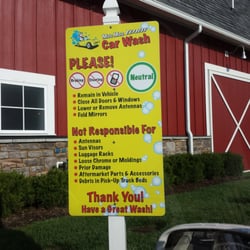 Car Wash
PLEASE!
Braking
Neutral
Remain in Vehicle
Close All Doors & Windows
Lower or Remove Antennas
Fold Mirrors
Not Responsible For
Antennas
Sun Visors
Luggage Racks
Loose Chrome or Moldings
Prior Damage
Aftermarket Parts & Accessories
Debris in Pick-Up Truck Beds
Thank You!
Have a Great Wash!